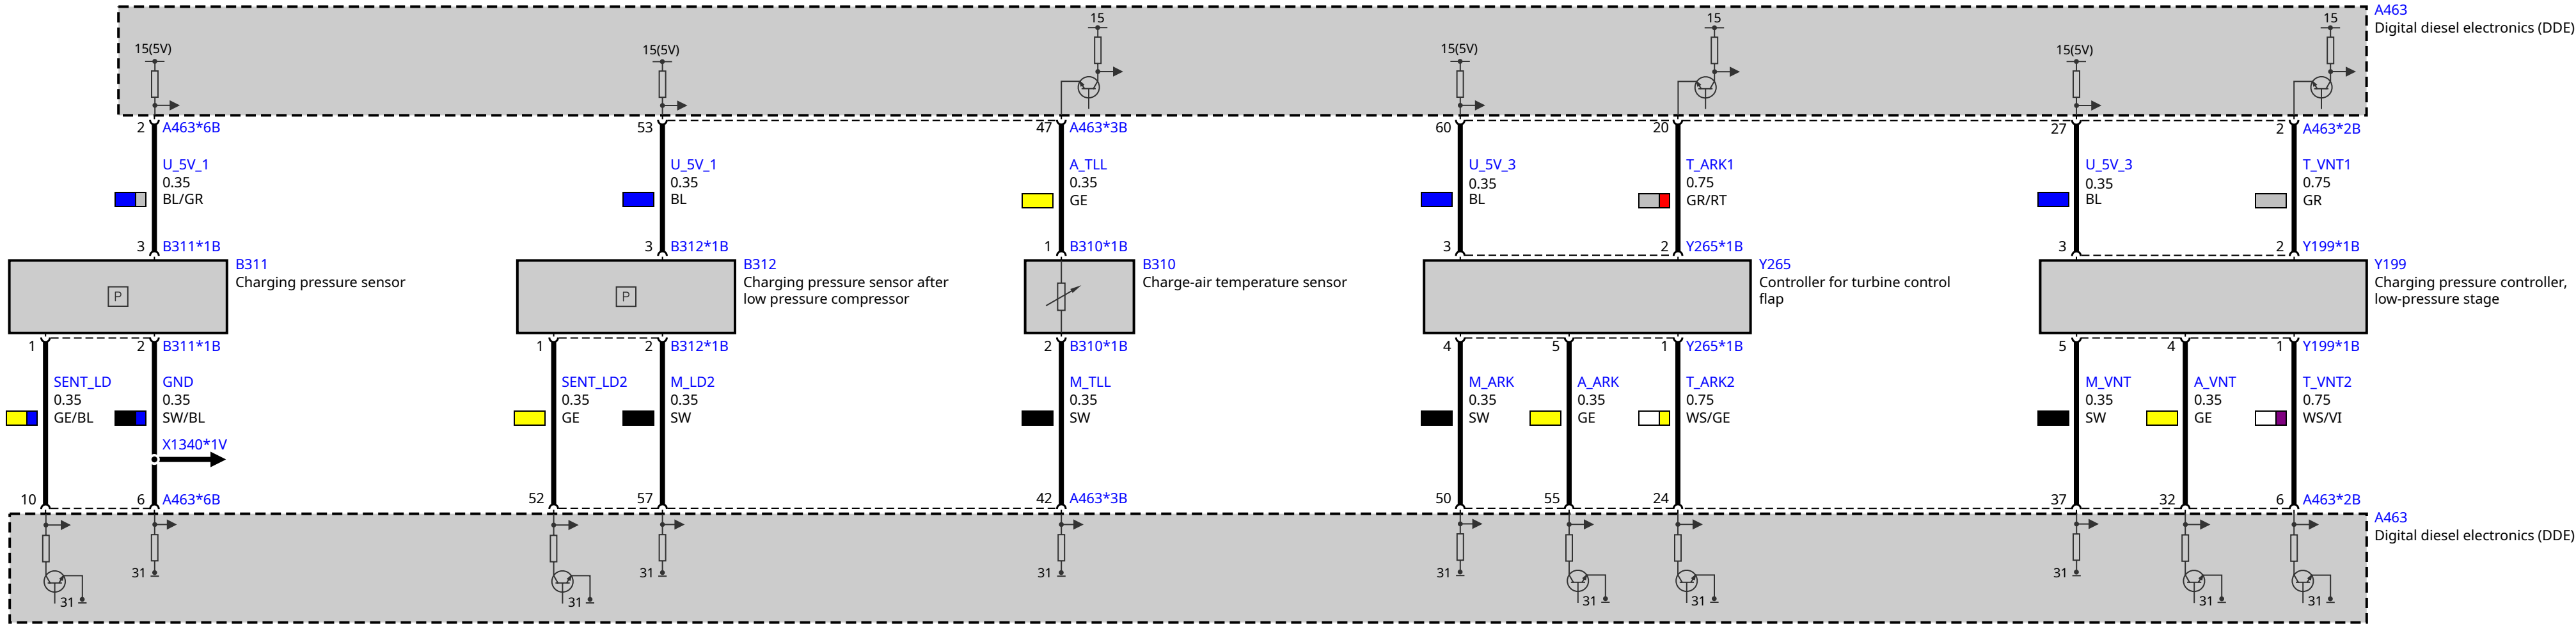 A463
Digital diesel electronics (DDE)
15
15
15
15(5V)
15(5V)
15(5V)
15(5V)
2 A463*6B
53
47 A463*3B
60
20
27
2 A463*2B
U_5V_1
0.35
BL/GR
U_5V_1
0.35
BL
A_TLL
0.35
GE
U_5V_3
0.35
BL
T_ARK1
0.75
GR/RT
U_5V_3
0.35
BL
T_VNT1
0.75
GR
3 B311*1B
3 B312*1B
1 B310*1B
3
2 Y265*1B
3
2 Y199*1B
P
B311
Charging pressure sensor
P
B312
Charging pressure sensor after
low pressure compressor
B310
Charge-air temperature sensor
Y265
Controller for turbine control
flap
Y199
Charging pressure controller,
low-pressure stage
1
2 B311*1B
1
2 B312*1B
2 B310*1B
4
5
1 Y265*1B
5
4
1 Y199*1B
SENT_LD
0.35
GE/BL
GND
0.35
SW/BL
X1340*1V
SENT_LD2
0.35
GE
M_LD2
0.35
SW
M_TLL
0.35
SW
M_ARK
0.35
SW
A_ARK
0.35
GE
T_ARK2
0.75
WS/GE
M_VNT
0.35
SW
A_VNT
0.35
GE
T_VNT2
0.75
WS/VI
10
6 A463*6B
52
57
42 A463*3B
50
55
24
37
32
6 A463*2B
A463
Digital diesel electronics (DDE)
31
31
31
31
31
31
31
31
31
31
31